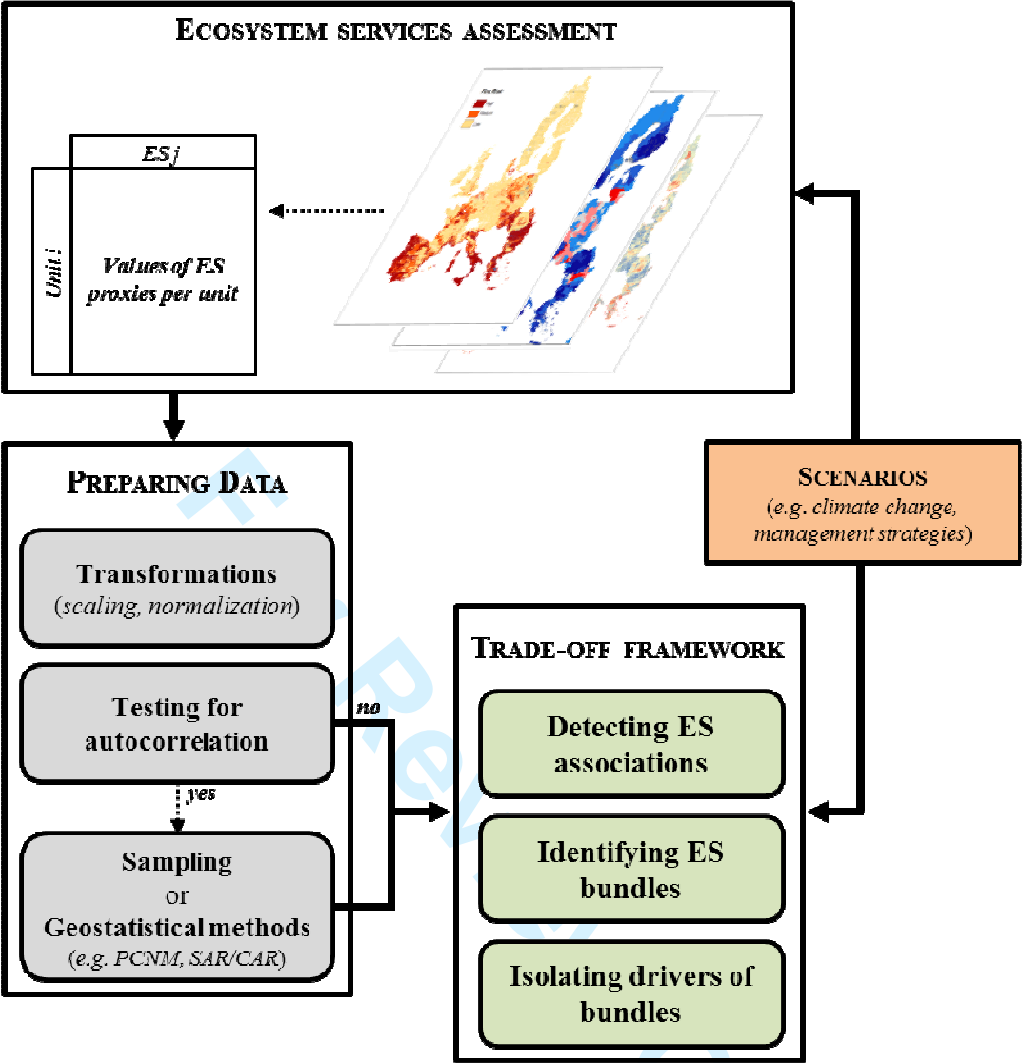 ECOSYSTEM SERVICES ASSESSMENT
ESj
Unit i
Values of ES
proxies per unit
PREPARING DATA
Transformations
(scaling, normalization)
Testing for
autocorrelation
no
yes
Sampling
or
Geostatistical methods
(e.g. PCNM, SAR/CAR)
SCENARIOS
(e.g. climate change,
management strategies)
TRADE-OFF FRAMEWORK
Detecting ES
associations
Identifying ES
bundles
Isolating drivers of
bundles